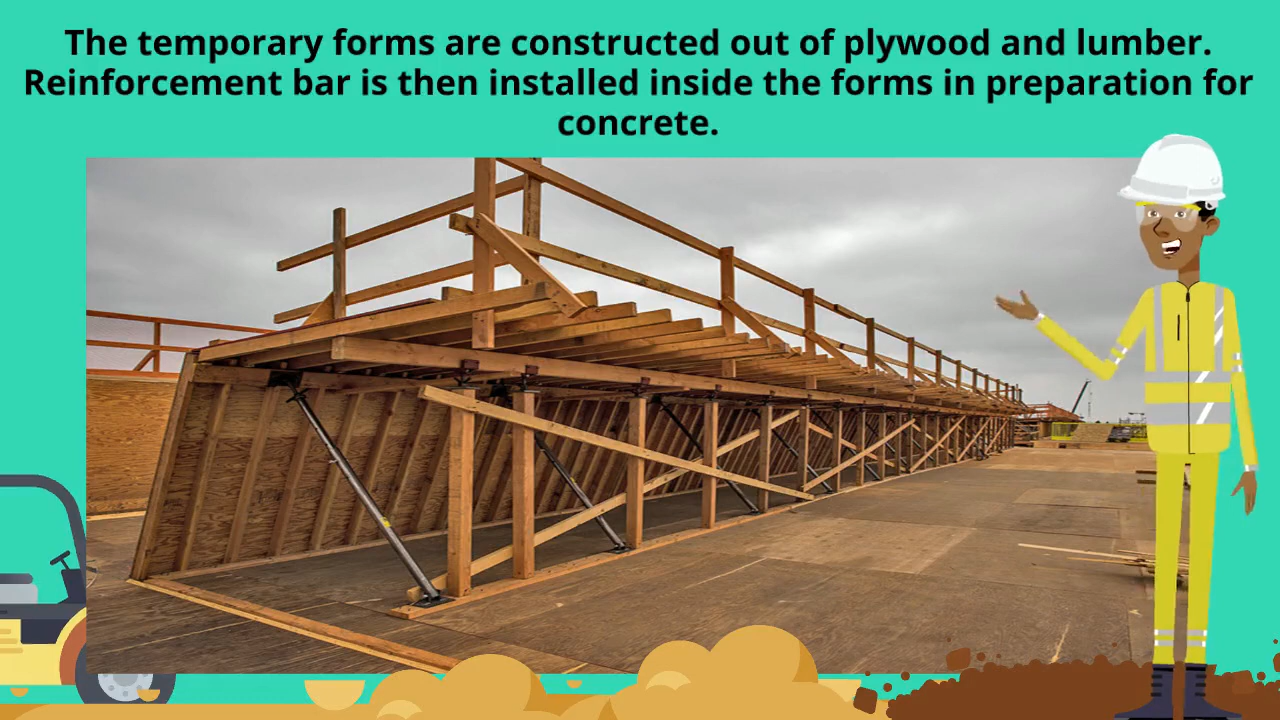 The temporary forms are constructed out of plywood and lumber.
Reinforcement bar is then installed inside the forms in preparation for
concrete.